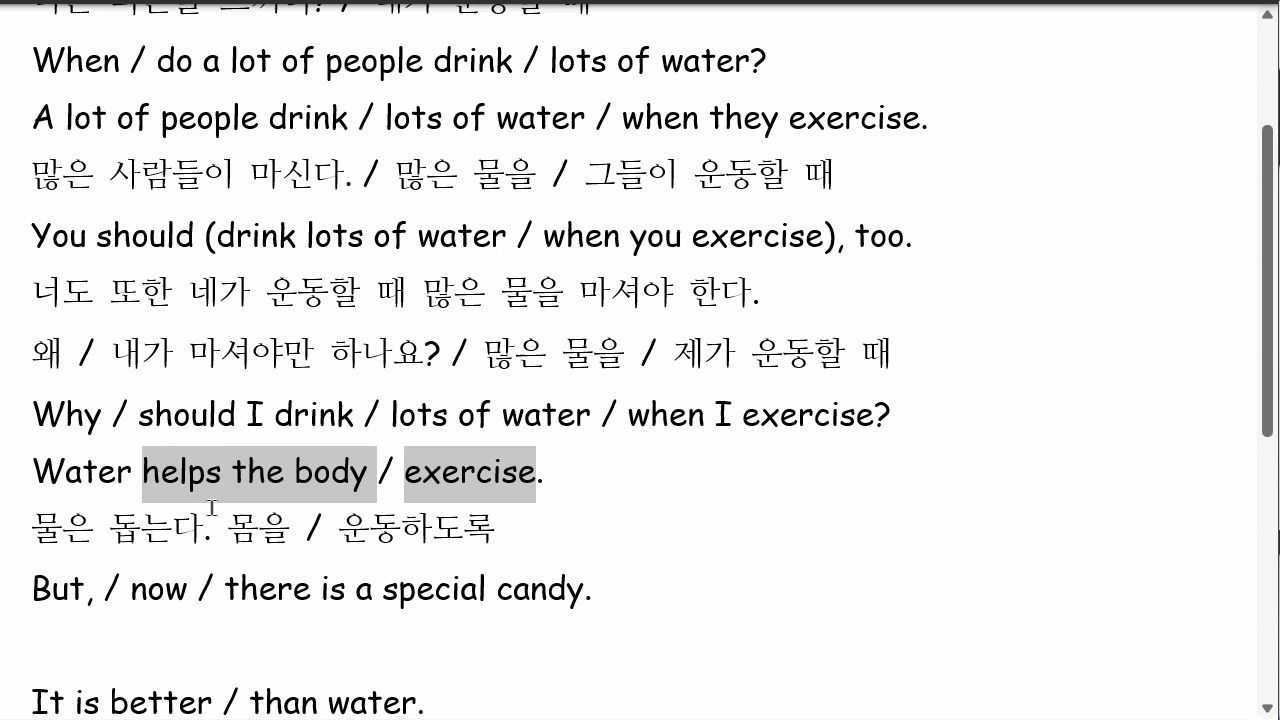 When / do a lot of people drink / lots of water?
A lot of people drink / lots of water / when they exercise.
많은 사람들이 마신다. / 많은 물을 / 그들이 운동할 때
You should (drink lots of water / when you exercise), too.
너도 또한 네가 운동할 때 많은 물을 마셔야 한다.
왜 / 내가 마셔야만 하나요? / 많은 물을 / 제가 운동할 때
Why / should I drink / lots of water / when I exercise?
Water helps the body / exercise.
물은 돕는다. 몸을 / 운동하도록
But, / now / there is a special candy.
It is better / than water.